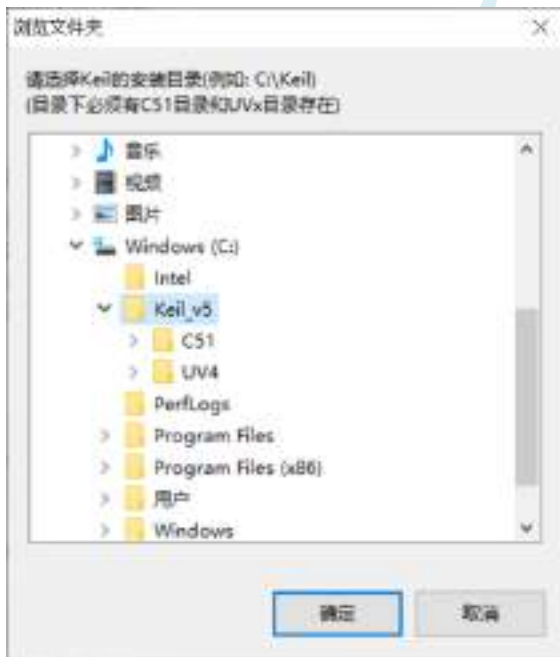 浏览文件夹
请选择Keil的安装目录(例如: C:\Keil)
(目录下必须有C51目录和UVx目录存在)
音乐
视频
图片
Windows (C:)
Intel
Keil_v5
C51
UV4
PerfLogs
Program Files
Program Files (x86)
用户
Windows
确定
取消